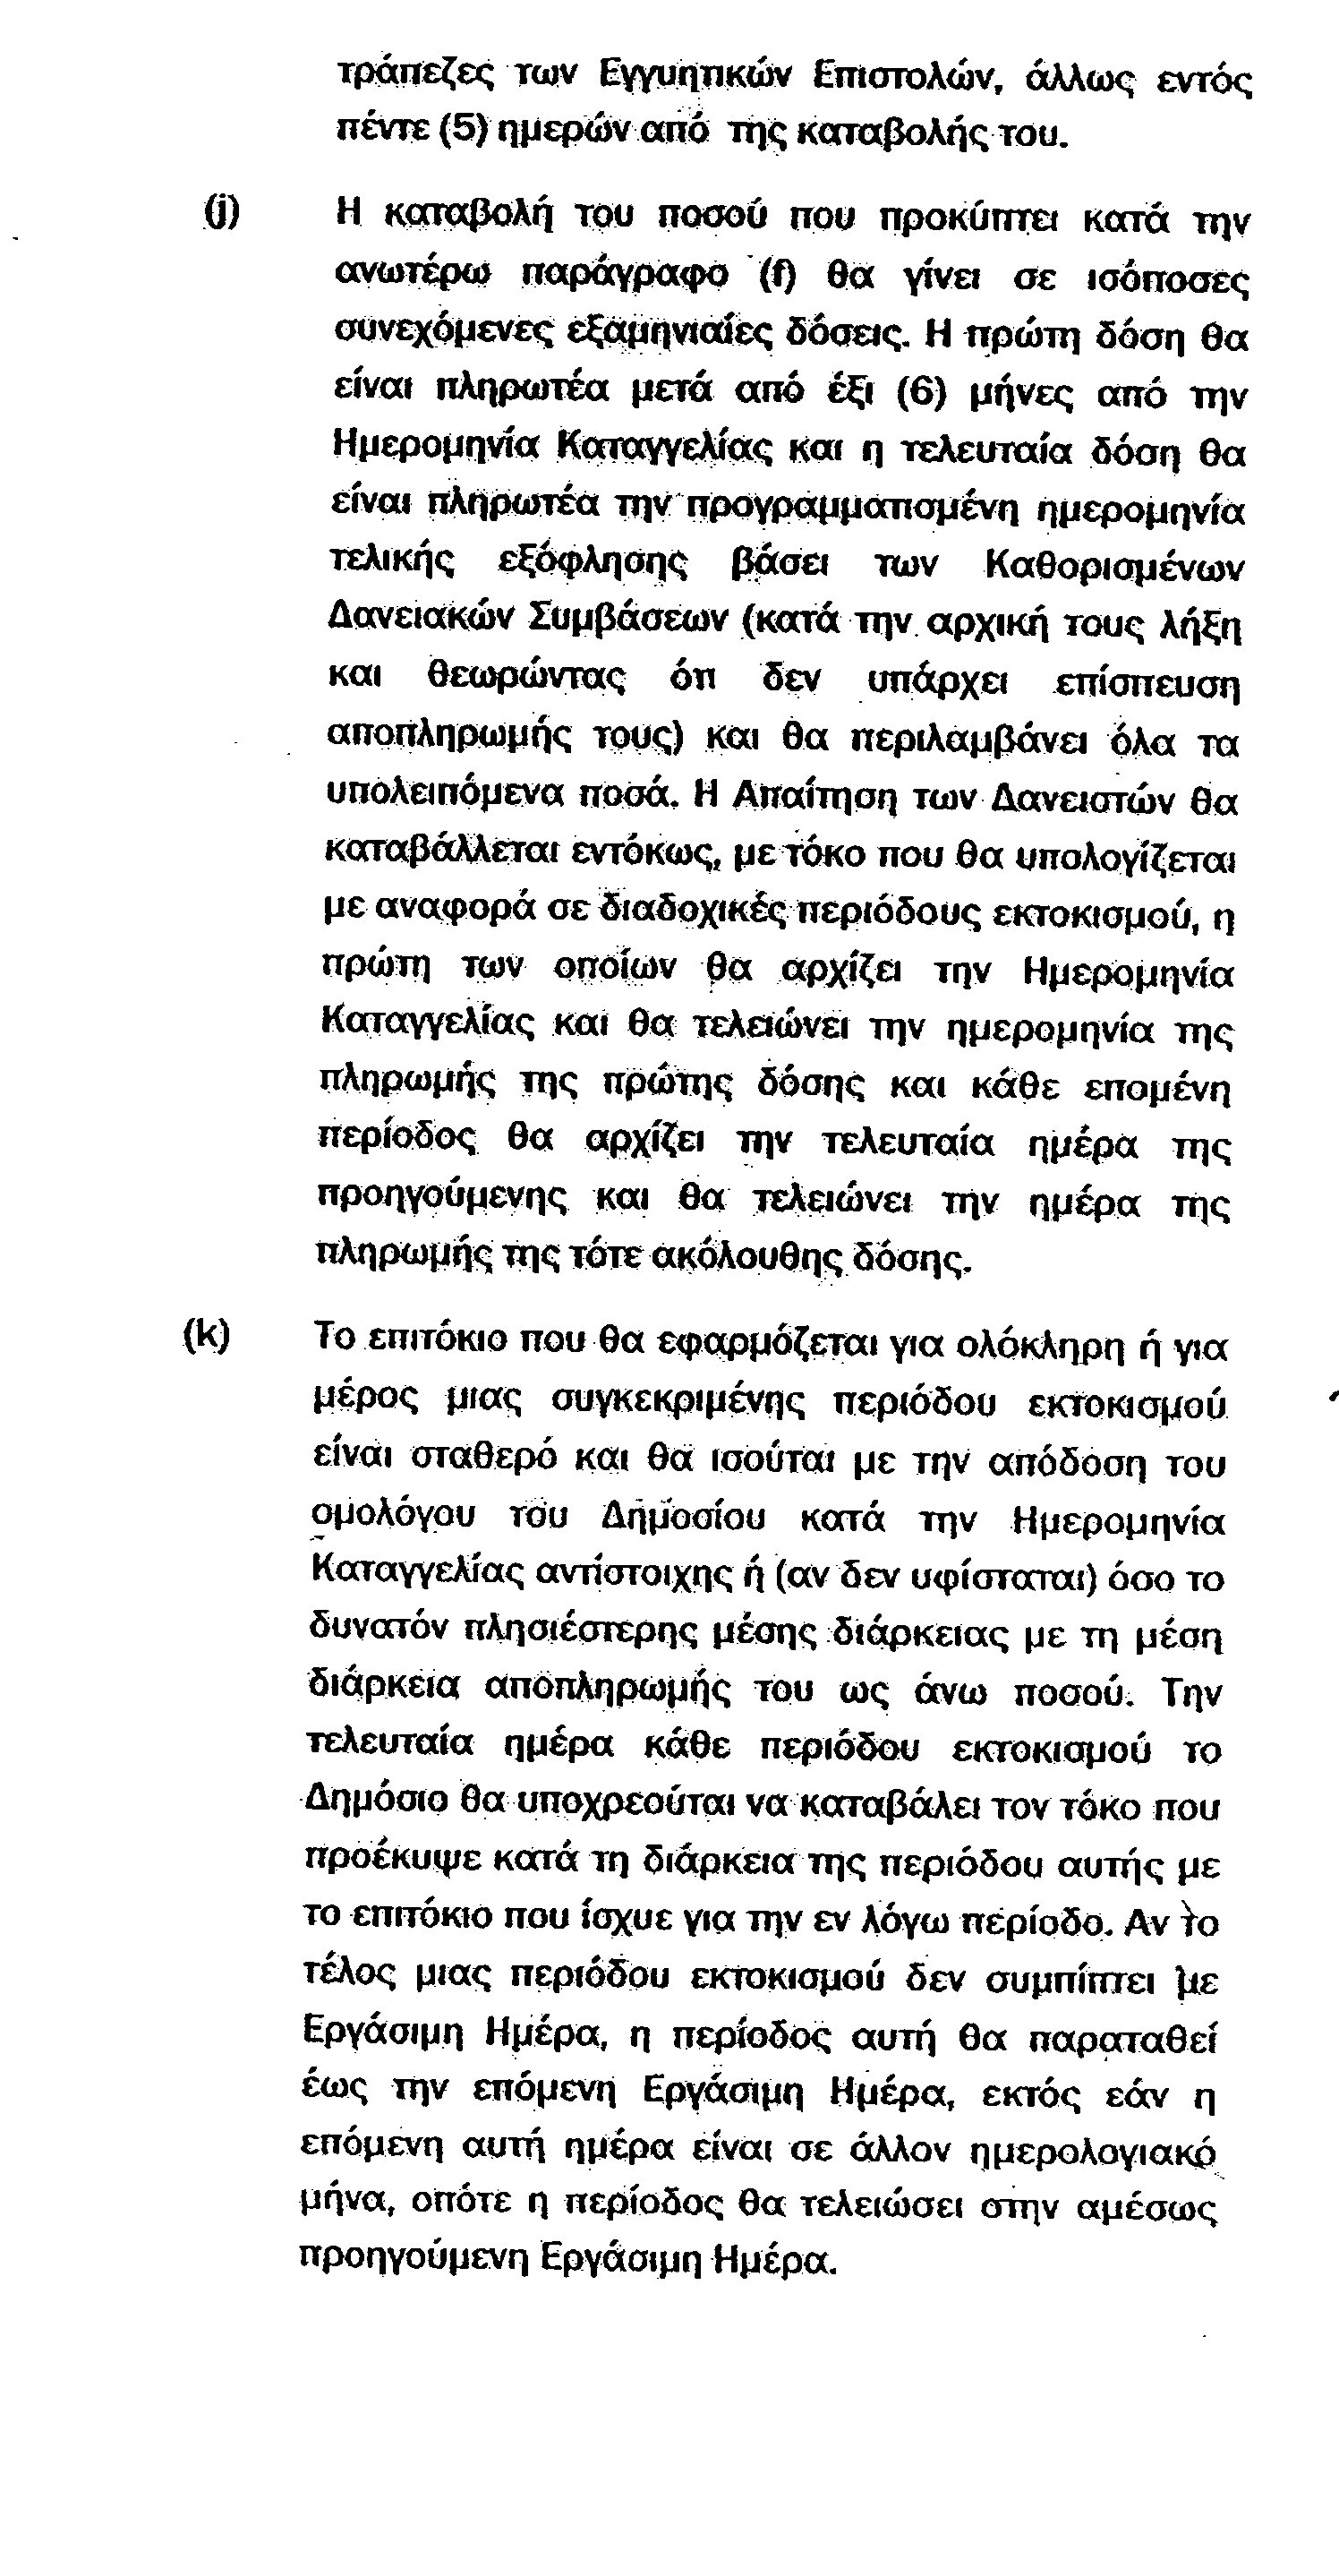 τράπεζες των Εγγυητικών Επιστολών, άλλως εντός
πέντε (5) ημερών από της καταβολής του.
(j) Η καταβολή του ποσού που προκύπτει κατά την
ανωτέρω παράγραφο (f) θα γίνει σε ισόποσες
συνεχόμενες εξαμηνιαίες δόσεις. Η πρώτη δόση θα
είναι πληρωτέα μετά από έξι (6) μήνες από την
Ημερομηνία Καταγγελίας και η τελευταία δόση θα
είναι πληρωτέα την προγραμματισμένη ημερομηνία
τελικής εξόφλησης βάσει των Καθορισμένων
Δανειακών Συμβάσεων (κατά την αρχική τους λήξη
και θεωρώντας ότι δεν υπάρχει επίσπευση
αποπληρωμής τους) και θα περιλαμβάνει όλα τα
υπολειπόμενα ποσά. Η Απαίτηση των Δανειστών θα
καταβάλλεται εντόκως, με τόκο που θα υπολογίζεται
με αναφορά σε διαδοχικές περιόδους εκτοκισμού, η
πρώτη των οποίων θα αρχίζει την Ημερομηνία
Καταγγελίας και θα τελειώνει την ημερομηνία της
πληρωμής της πρώτης δόσης και κάθε επομένη
περίοδος θα αρχίζει την τελευταία ημέρα της
προηγούμενης και θα τελειώνει την ημέρα της
πληρωμής της τότε ακόλουθης δόσης.
(k) Το επιτόκιο που θα εφαρμόζεται για ολόκληρη ή για
μέρος μιας συγκεκριμένης περιόδου εκτοκισμού
είναι σταθερό και θα ισούται με την απόδοση του
ομολόγου του Δημοσίου κατά την Ημερομηνία
Καταγγελίας αντίστοιχης ή (αν δεν υφίσταται) όσο το
δυνατόν πλησιέστερης μέσης διάρκειας με τη μέση
διάρκεια αποπληρωμής του ως άνω ποσού. Την
τελευταία ημέρα κάθε περιόδου εκτοκισμού το
Δημόσιο θα υποχρεούται να καταβάλει τον τόκο που
προέκυψε κατά τη διάρκεια της περιόδου αυτής με
το επιτόκιο που ίσχυε για την εν λόγω περίοδο. Αν το
τέλος μιας περιόδου εκτοκισμού δεν συμπίπτει με
Εργάσιμη Ημέρα, η περίοδος αυτή θα παραταθεί
έως την επόμενη Εργάσιμη Ημέρα, εκτός εάν η
επόμενη αυτή ημέρα είναι σε άλλον ημερολογιακό
μήνα, οπότε η περίοδος θα τελειώσει στην αμέσως
προηγούμενη Εργάσιμη Ημέρα.